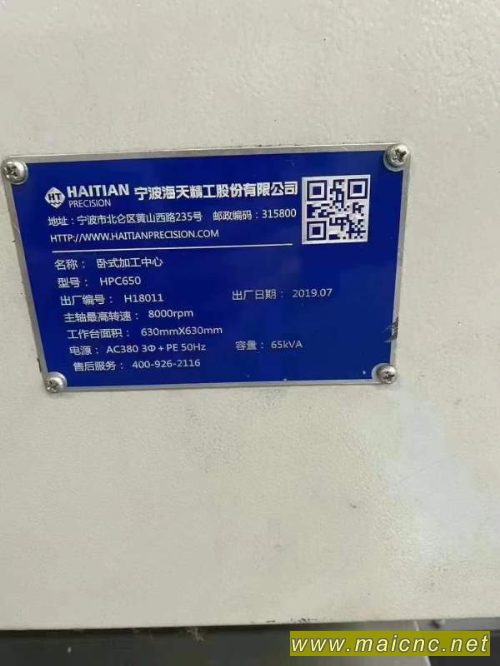 HT HAITIAN PRECISION 宁波海天精工股份有限公司
地址：宁波市北仑区黄山西路235号 邮政编码：315800
HTTP://WWW.HAITIANPRECISION.COM
名称： 卧式加工中心
型号： HPC650
出厂编号： H18011 出厂日期： 2019.07
主轴最高转速： 8000rpm
工作台面积： 630mmX630mm
电源： AC380 3Φ + PE 50Hz 容量： 65kVA
售后服务： 400-926-2116
www.maicnc.net